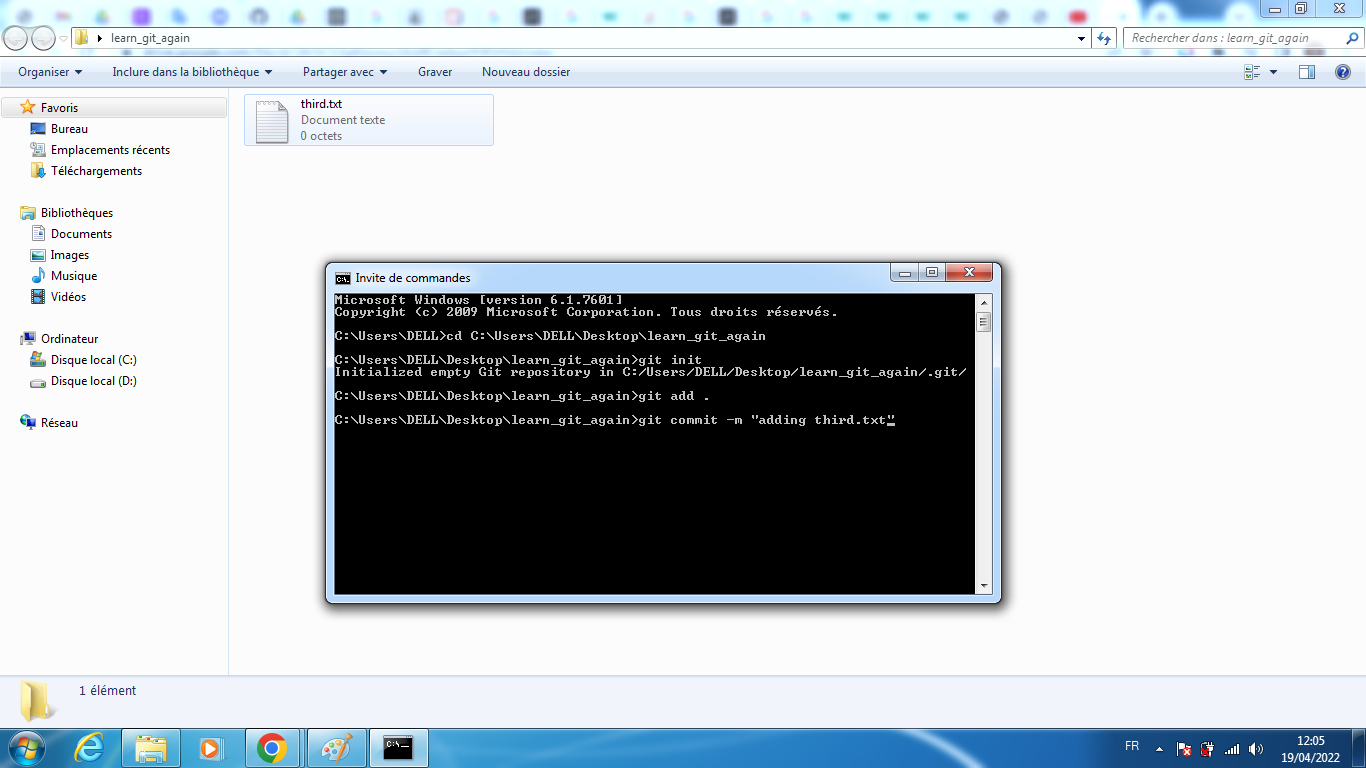 learn_git_again
Rechercher dans : learn_git_again
Organiser
Inclure dans la bibliothèque
Partager avec
Graver
Nouveau dossier
Favoris
Bureau
Emplacements récents
Téléchargements
Bibliothèques
Documents
Images
Musique
Vidéos
Ordinateur
Disque local (C:)
Disque local (D:)
Réseau
third.txt
Document texte
0 octets
C:\. Invite de commandes
Microsoft Windows [version 6.1.7601]
Copyright (c) 2009 Microsoft Corporation. Tous droits réservés.
C:\Users\DELL>cd C:\Users\DELL\Desktop\learn_git_again
C:\Users\DELL\Desktop\learn_git_again>git init
Initialized empty Git repository in C:/Users/DELL/Desktop/learn_git_again/.git/
C:\Users\DELL\Desktop\learn_git_again>git add .
C:\Users\DELL\Desktop\learn_git_again>git commit -m "adding third.txt"
1 élément
C:\.
FR
12:05
19/04/2022